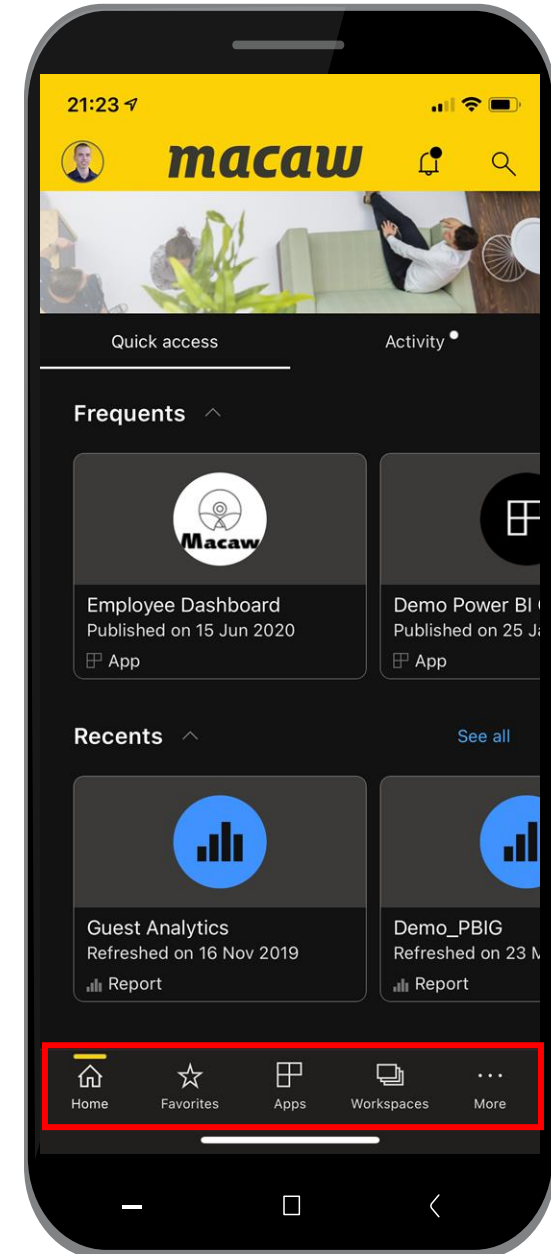 21:23
macaw
Quick access
Activity
Frequents
Macaw
Employee Dashboard
Published on 15 Jun 2020
App
Demo Power BI
Published on 25
App
Recents
See all
Guest Analytics
Refreshed on 16 Nov 2019
Report
Demo_PBIG
Refreshed on 23
Report
Home
Favorites
Apps
Workspaces
More